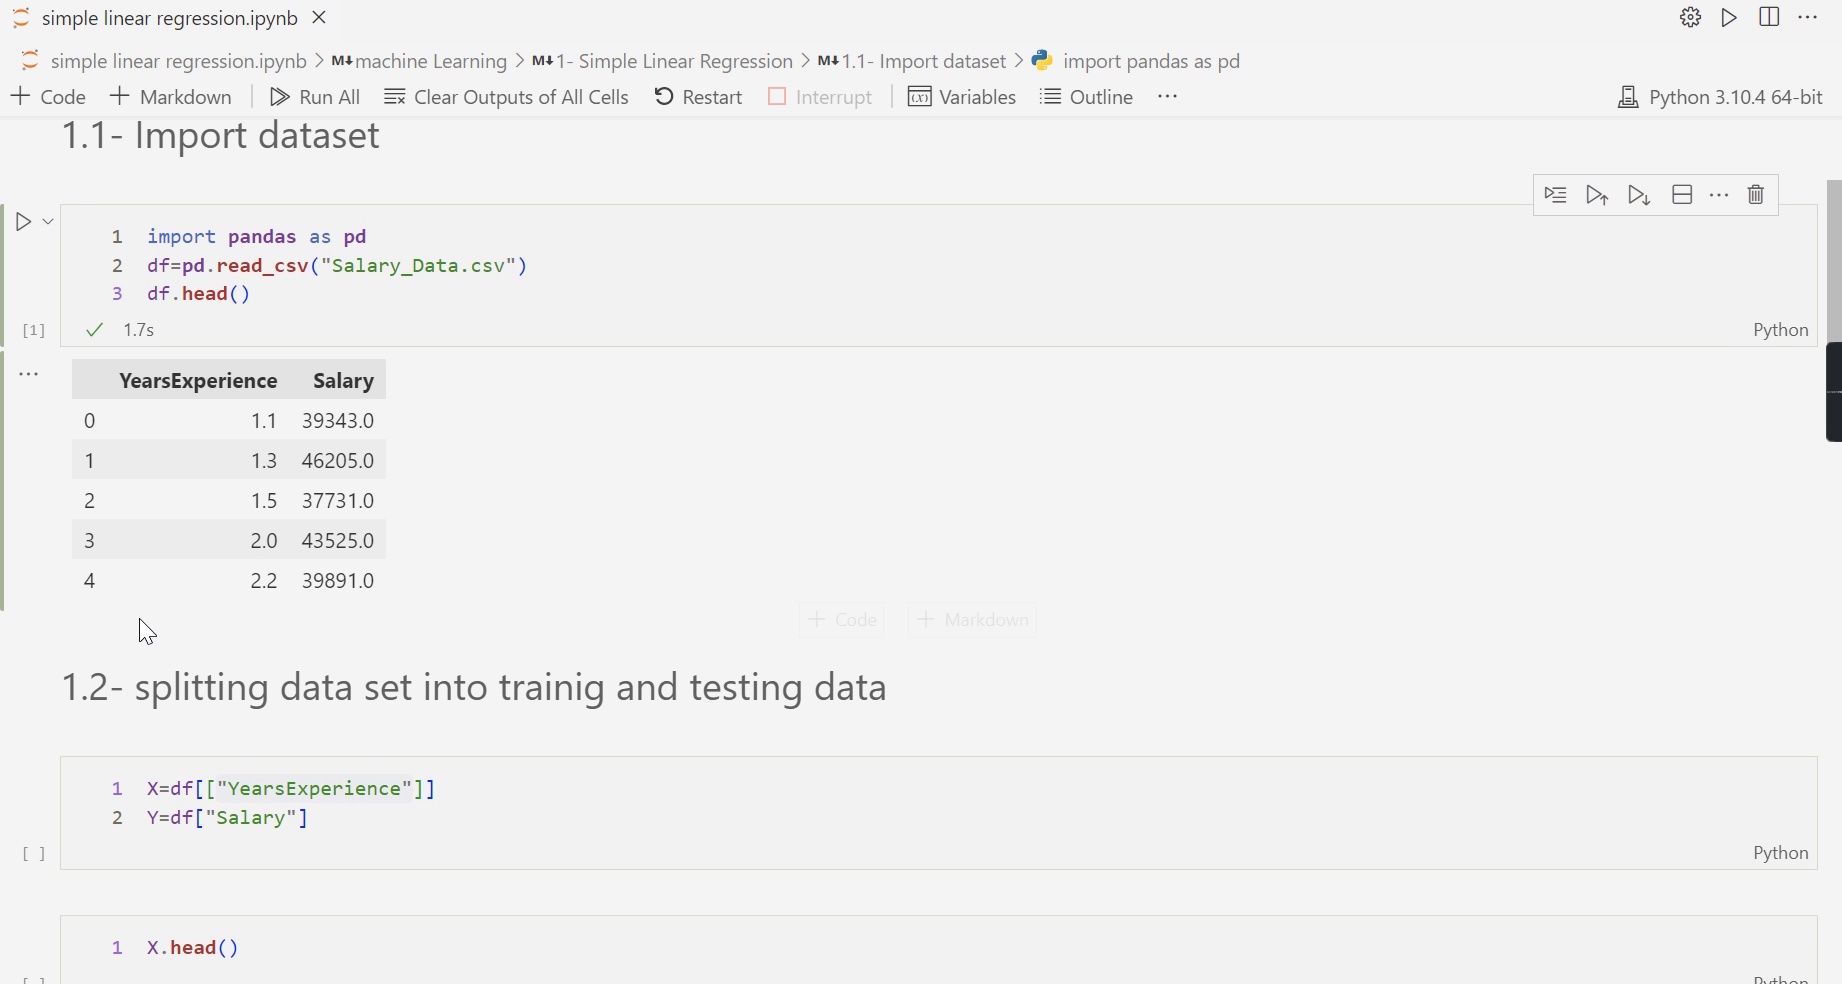 simple linear regression.ipynb
simple linear regression.ipynb > M↓ machine Learning > M↓ 1- Simple Linear Regression > M↓ 1.1- Import dataset > import pandas as pd
+ Code + Markdown Run All Clear Outputs of All Cells Restart Interrupt Variables Outline ... Python 3.10.4 64-bit
1.1- Import dataset
1 import pandas as pd
2 df=pd.read_csv("Salary_Data.csv")
3 df.head()
[1] ✓ 1.7s Python
YearsExperience Salary
0 1.1 39343.0
1 1.3 46205.0
2 1.5 37731.0
3 2.0 43525.0
4 2.2 39891.0
+ Code + Markdown
1.2- splitting data set into trainig and testing data
1 X=df[["YearsExperience"]]
2 Y=df["Salary"]
[ ] Python
1 X.head()
[ ] Python